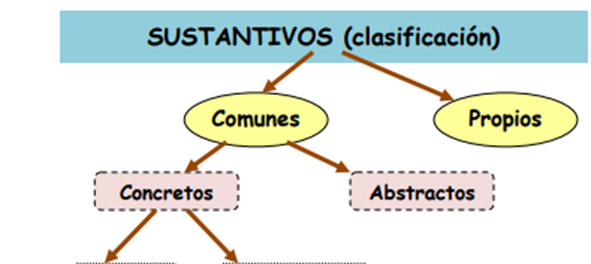 SUSTANTIVOS (clasificación)
Comunes
Propios
Concretos
Abstractos